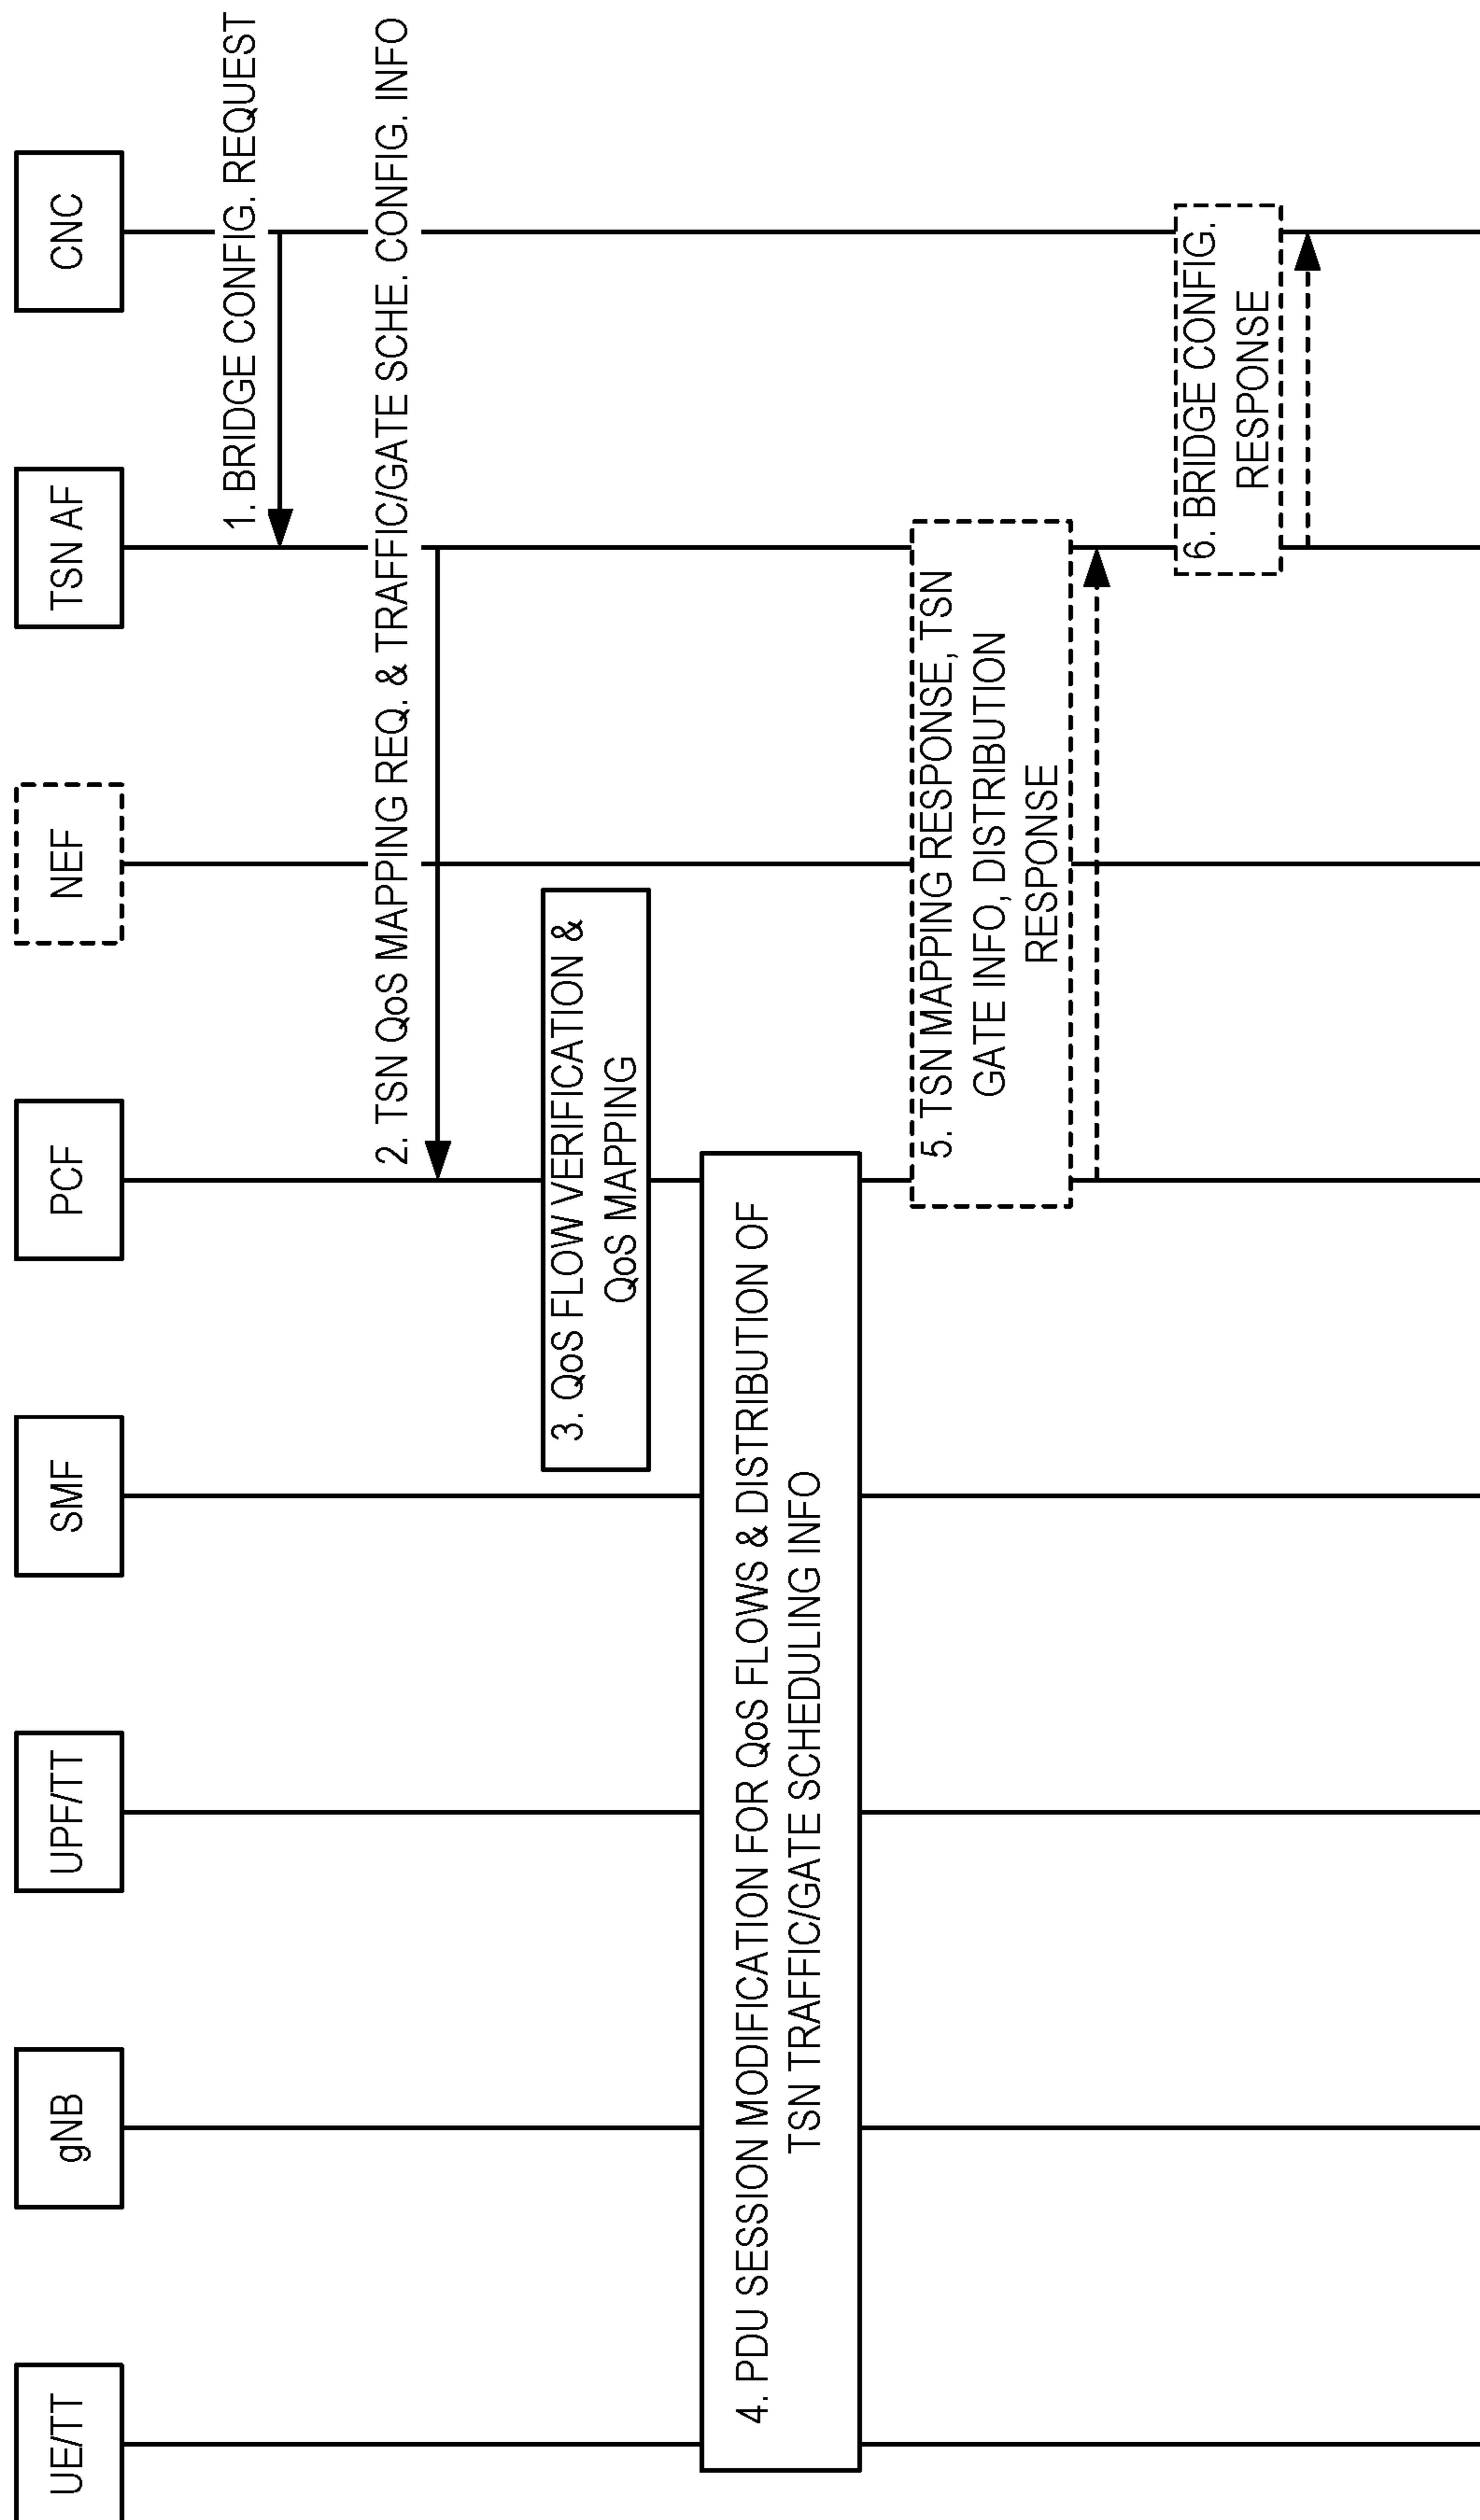 UE/TT
gNB
UPF/TT
SMF
PCF
NEF
TSN AF
CNC
1. BRIDGE CONFIG. REQUEST
2. TSN QoS MAPPING REQ. & TRAFFIC/GATE SCHE. CONFIG. INFO
3. QoS FLOW VERIFICATION &
QoS MAPPING
4. PDU SESSION MODIFICATION FOR QoS FLOWS & DISTRIBUTION OF
TSN TRAFFIC/GATE SCHEDULING INFO
5. TSN MAPPING RESPONSE, TSN
GATE INFO, DISTRIBUTION
RESPONSE
6. BRIDGE CONFIG.
RESPONSE